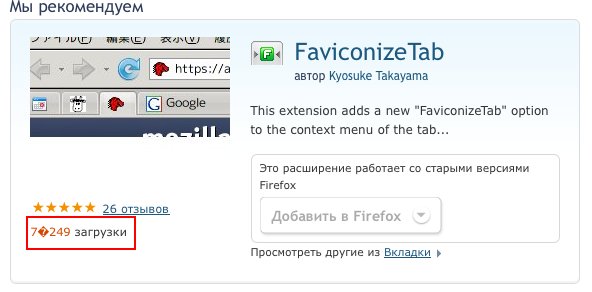 Мы рекомендуем
ファイル(F) 編集(E) 表示(V) 履
https://a
Google
mozilla
FaviconizeTab
автор Kyosuke Takayama
This extension adds a new "FaviconizeTab" option
to the context menu of the tab...
Это расширение работает со старыми версиями
Firefox
Добавить в Firefox
26 отзывов
7�249 загрузки
Просмотреть другие из Вкладки